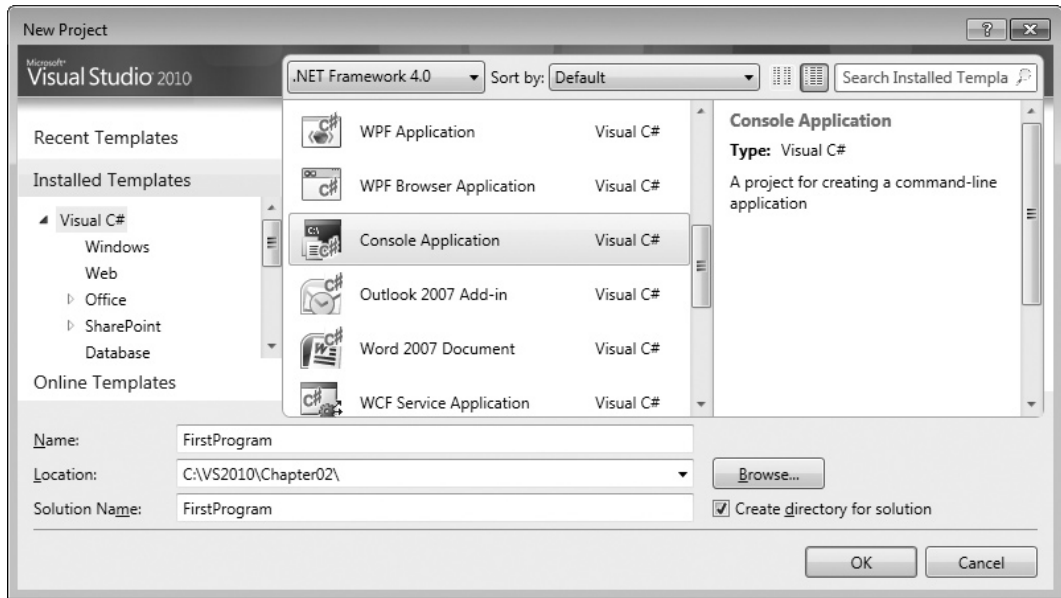 New Project
Microsoft
Visual Studio 2010
.NET Framework 4.0
Sort by: Default
Search Installed Templa
Recent Templates
Installed Templates
Visual C#
Windows
Web
Office
SharePoint
Database
Online Templates
WPF Application Visual C#
WPF Browser Application Visual C#
Console Application Visual C#
Outlook 2007 Add-in Visual C#
Word 2007 Document Visual C#
WCF Service Application Visual C#
Console Application
Type: Visual C#
A project for creating a command-line
application
Name: FirstProgram
Location: C:\VS2010\Chapter02\
Browse...
Solution Name: FirstProgram
Create directory for solution
OK
Cancel